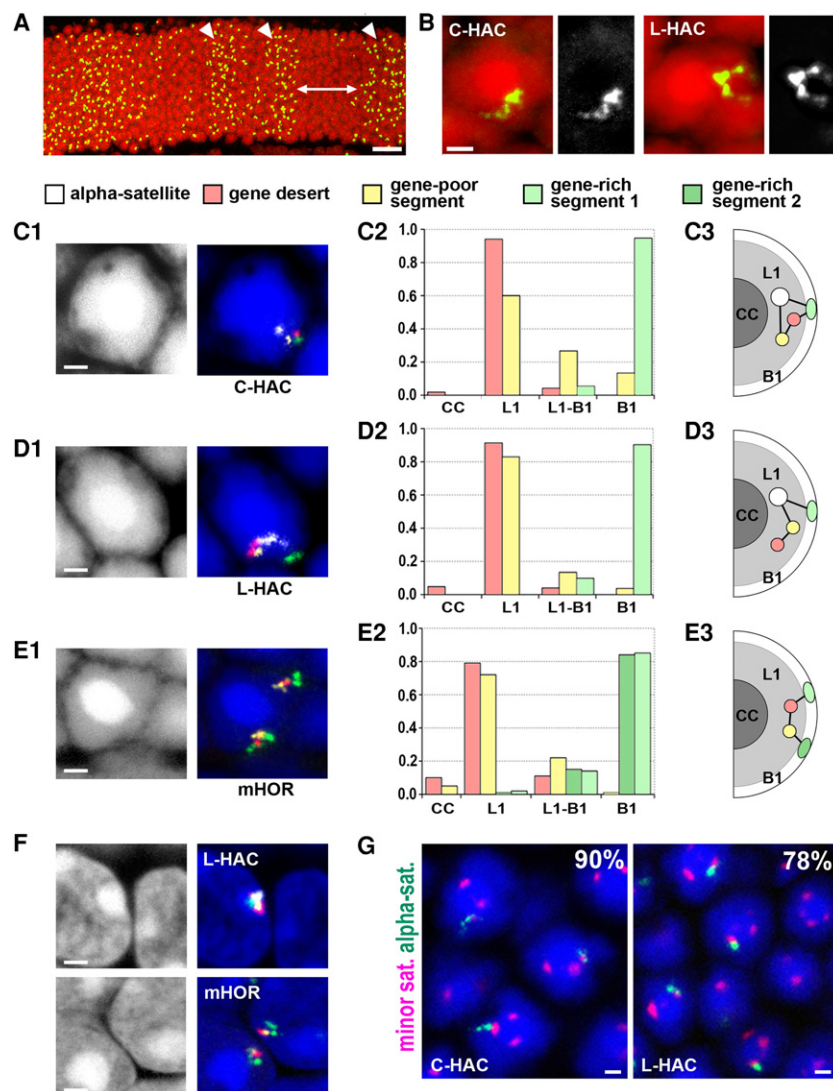 A
B
C-HAC
L-HAC
alpha-satellite
gene desert
gene-poor
segment
gene-rich
segment 1
gene-rich
segment 2
C1
C-HAC
C2
1.0
0.8
0.6
0.4
0.2
0.0
CC L1 L1-B1 B1
C3
L1
CC
B1
D1
L-HAC
D2
1.0
0.8
0.6
0.4
0.2
0.0
CC L1 L1-B1 B1
D3
L1
CC
B1
E1
mHOR
E2
1.0
0.8
0.6
0.4
0.2
0.0
CC L1 L1-B1 B1
E3
L1
CC
B1
F
L-HAC
mHOR
G
minor sat. alpha-sat.
90%
C-HAC
78%
L-HAC